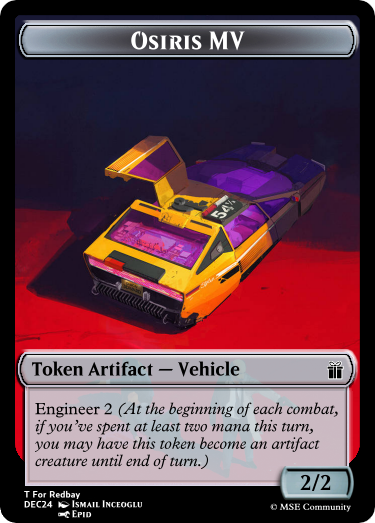 Osiris MV
54%
Token Artifact — Vehicle
Engineer 2 (At the beginning of each combat,
if you've spent at least two mana this turn,
you may have this token become an artifact
creature until end of turn.)
2/2
T For Redbay
DEC24 Ismail Inceoglu
Epid
© MSE Community